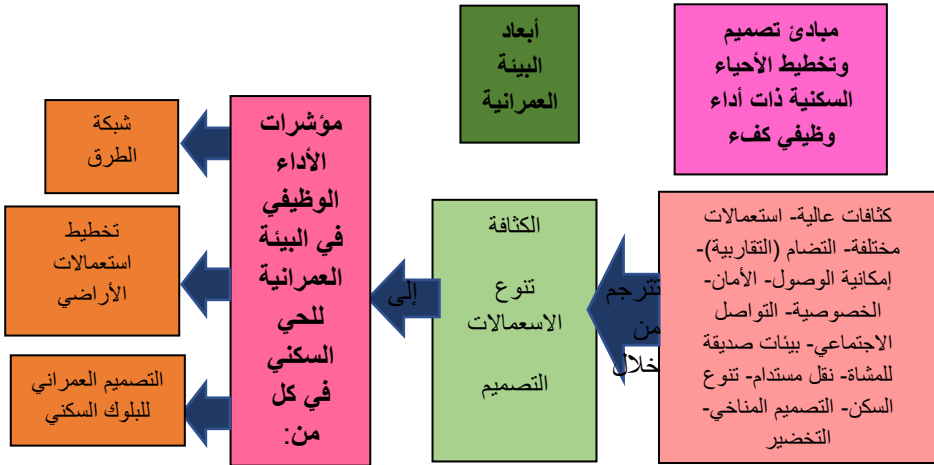 مبادئ تصميم
وتخطيط الأحياء
السكنية ذات أداء
وظيفي كفء
كثافات عالية- استعمالات
مختلفة- التضام (التقاربية)-
إمكانية الوصول- الأمان-
الخصوصية- التواصل
الاجتماعي- بيئات صديقة
للمشاة- نقل مستدام- تنوع
السكن- التصميم المناخي-
التخضير
تترجم
من
خلال
أبعاد
البيئة
العمرانية
الكثافة
تنوع
الاسعمالات
التصميم
إلى
مؤشرات
الأداء
الوظيفي
في البيئة
العمرانية
للحي
السكني
في كل
من:
شبكة
الطرق
تخطيط
استعمالات
الأراضي
التصميم العمراني
للبلوك السكني